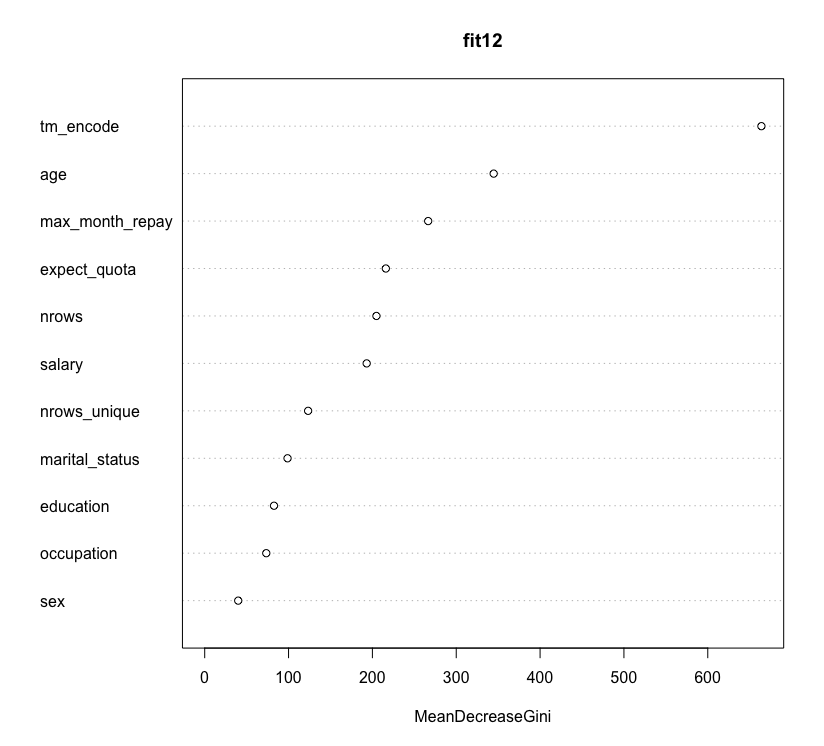 fit12
tm_encode
age
max_month_repay
expect_quota
nrows
salary
nrows_unique
marital_status
education
occupation
sex
0 100 200 300 400 500 600
MeanDecreaseGini